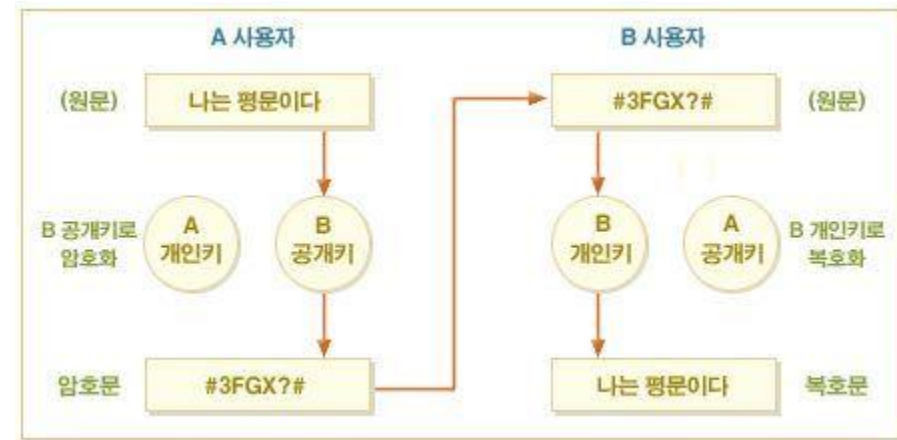 A 사용자
B 사용자
(원문)
나는 평문이다
#3FGX?#
(원문)
B 공개키로
암호화
A
개인키
B
공개키
B
개인키
A
공개키
B 개인키로
복호화
암호문
#3FGX?#
나는 평문이다
복호문